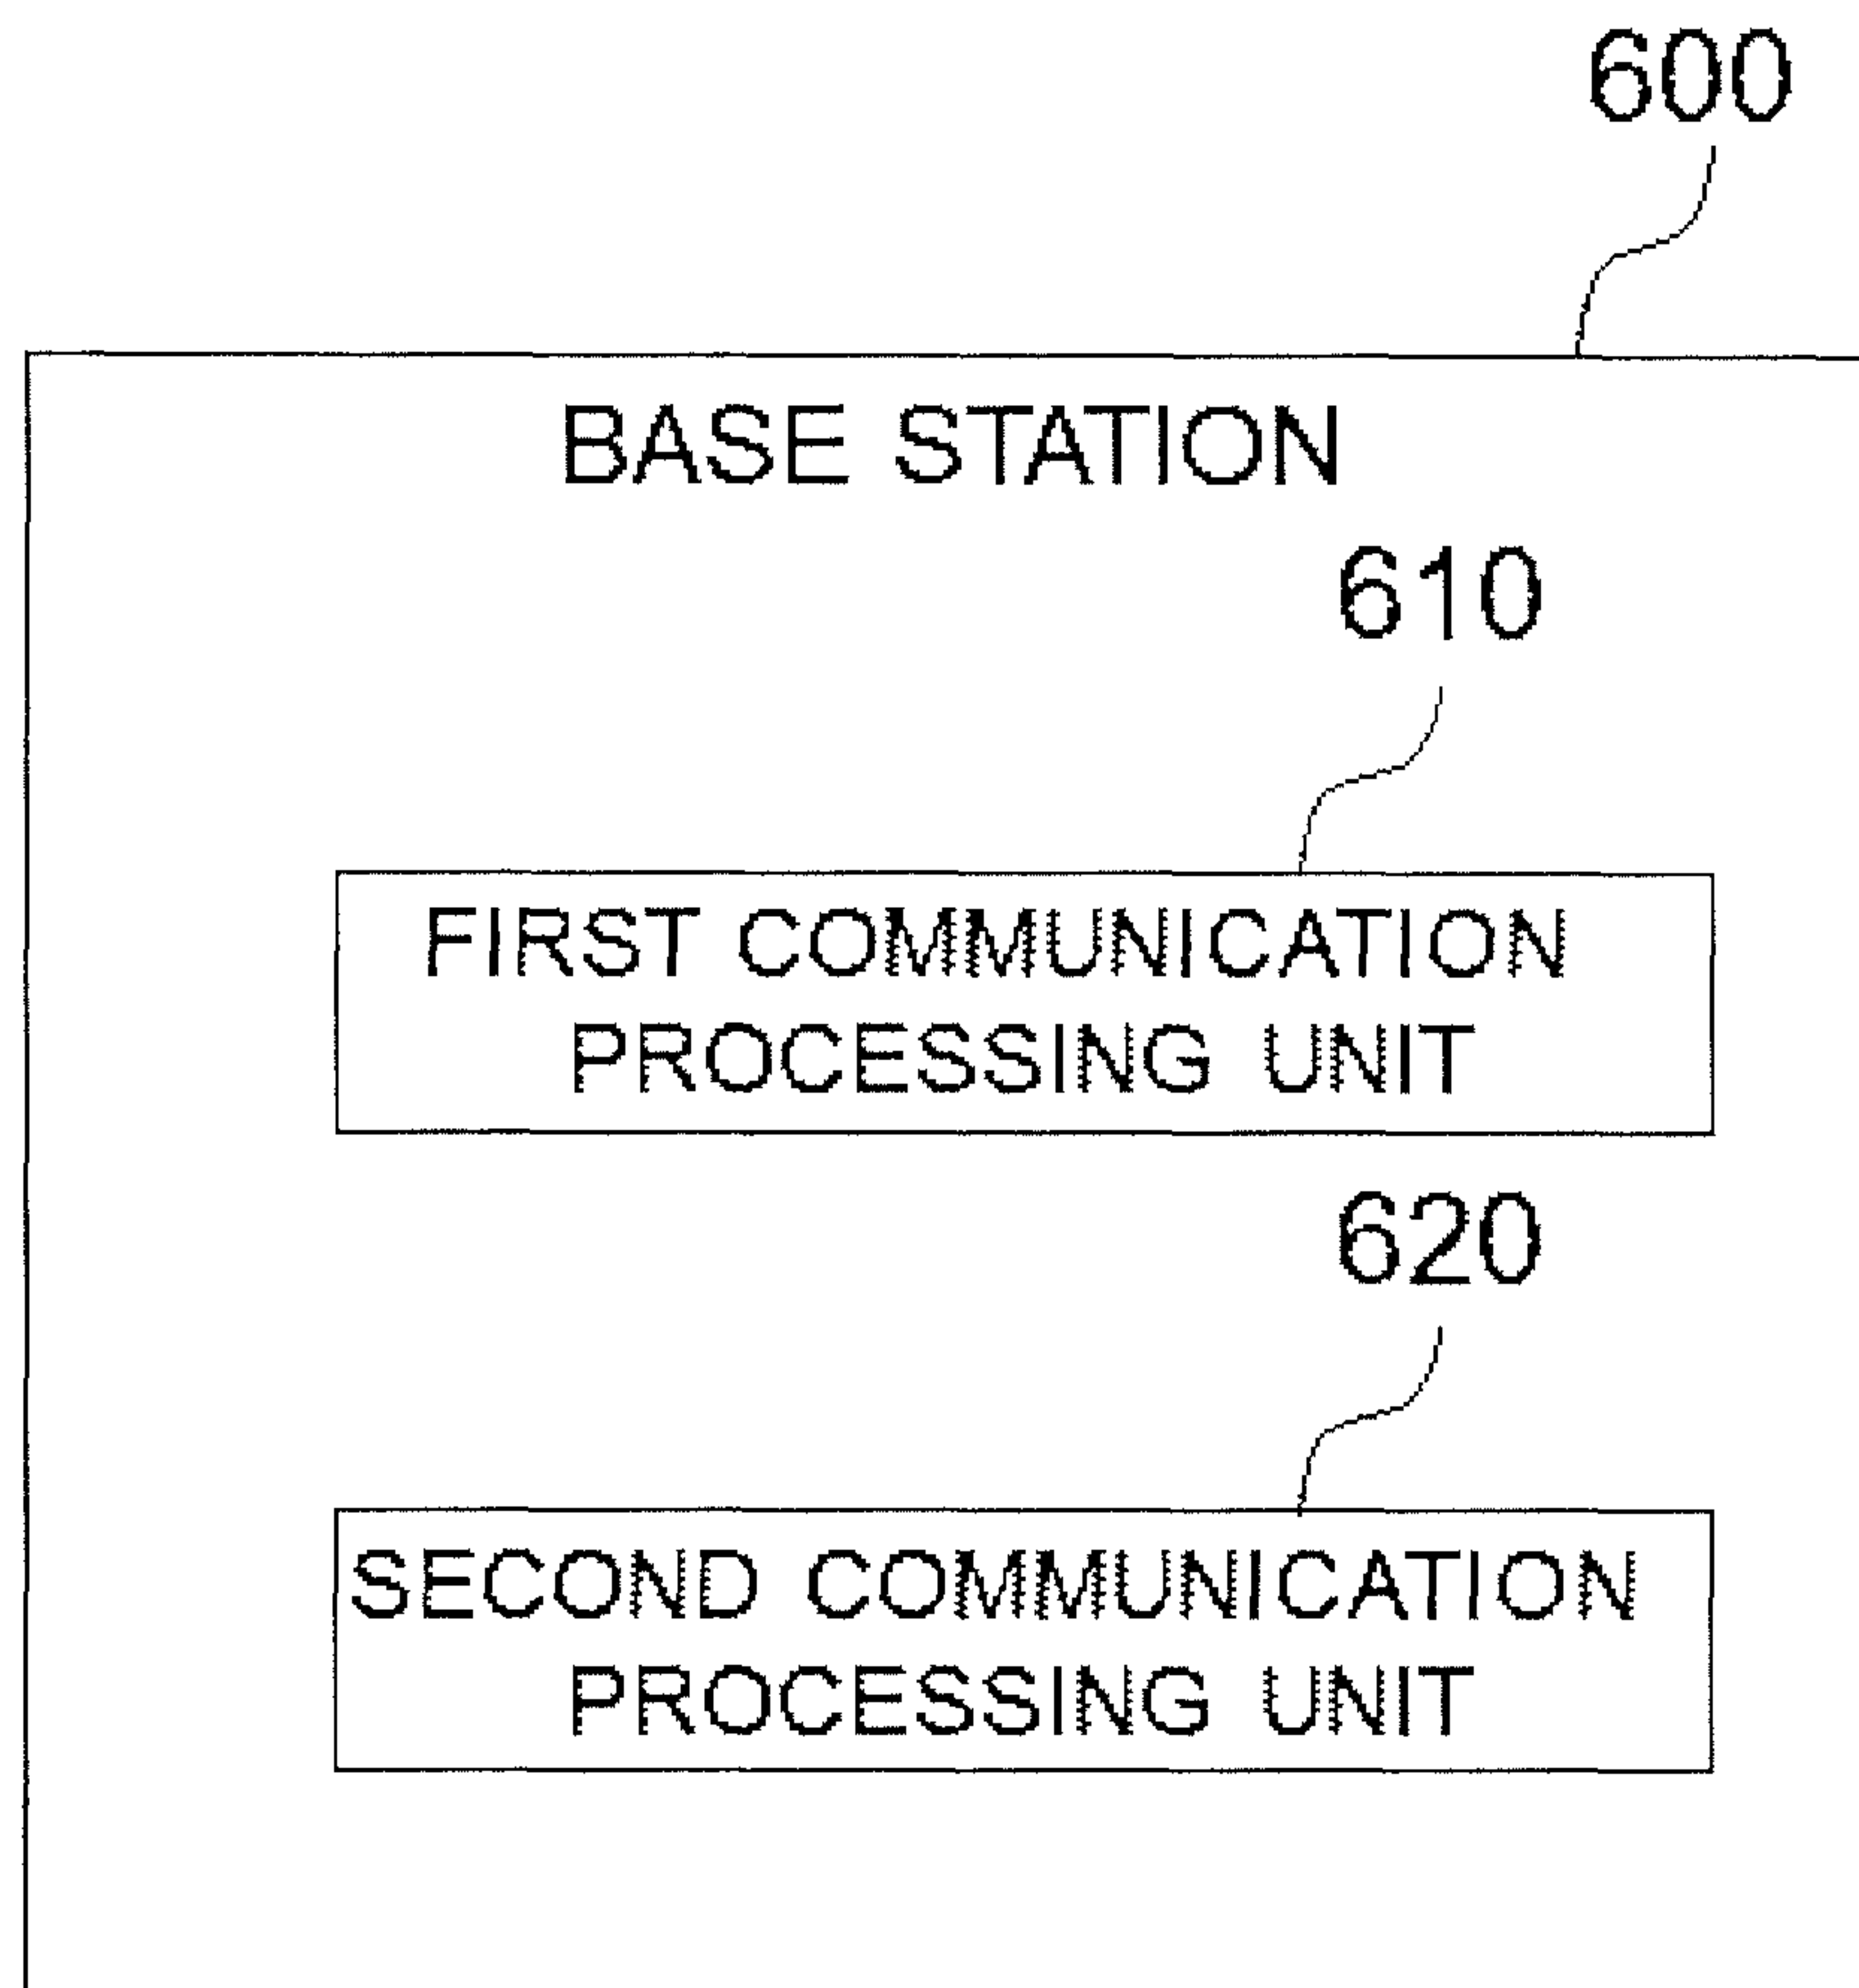 600
BASE STATION
610
FIRST COMMUNICATION
PROCESSING UNIT
620
SECOND COMMUNICATION
PROCESSING UNIT